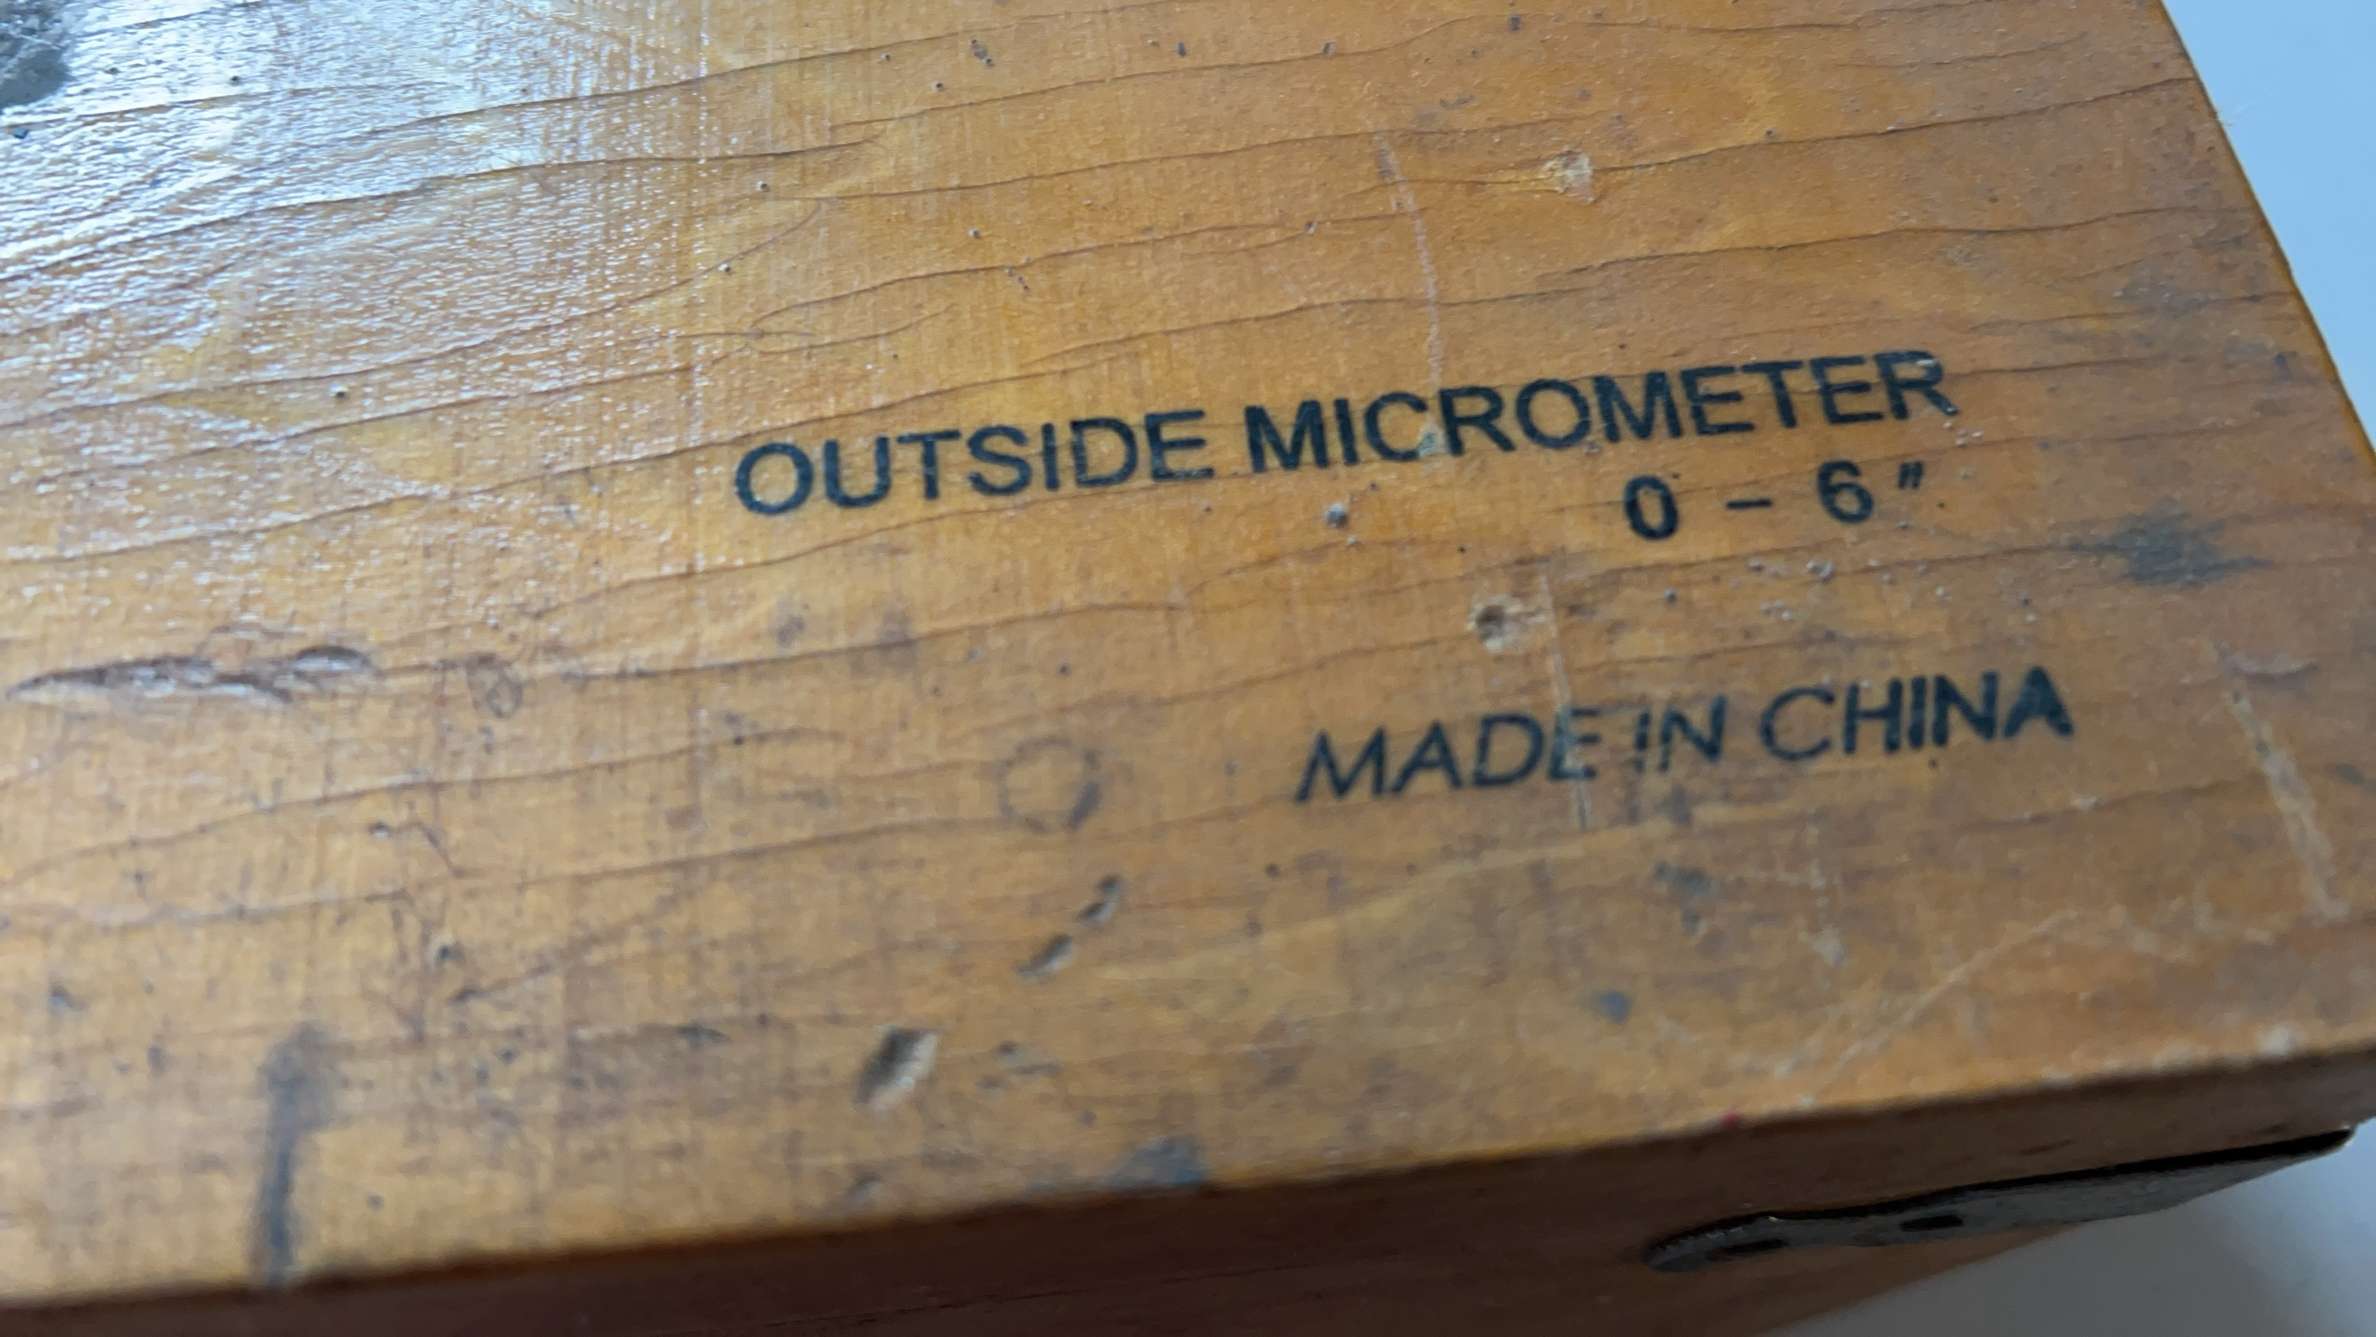 OUTSIDE MICROMETER
0 - 6"
MADE IN CHINA